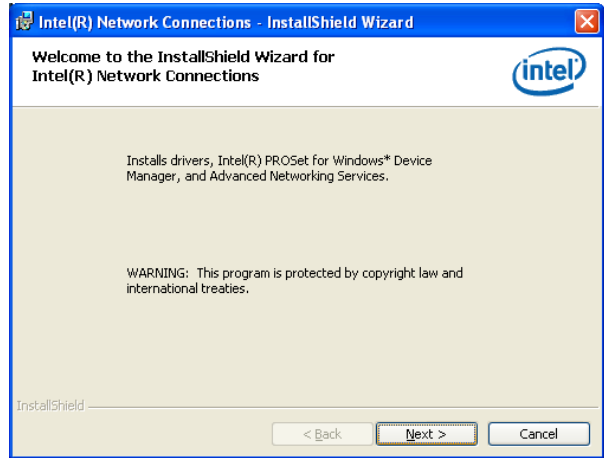 Intel(R) Network Connections - InstallShield Wizard
Welcome to the InstallShield Wizard for
Intel(R) Network Connections
intel
Installs drivers, Intel(R) PROSet for Windows* Device
Manager, and Advanced Networking Services.
WARNING: This program is protected by copyright law and
international treaties.
InstallShield
< Back
Next >
Cancel